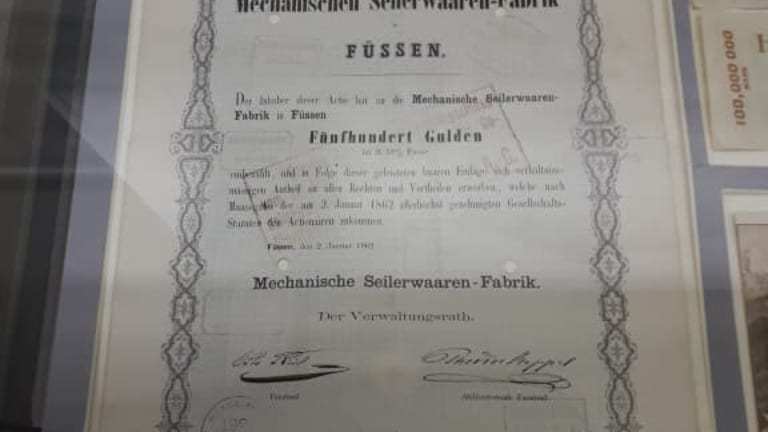 Mechanischen Seilerwaaren-Fabrik
FÜSSEN.
Der Inhaber dieser Actie hat an die Mechanische Seilerwaaren-
Fabrik in Füssen
Fünfhundert Gulden
einbezahlt, und in Folge dieser geleisteten baaren Einlage sich verhältniss-
mässigen Antheil an allen Rechten und Vortheilen erworben, welche nach
Maassgabe der am 2. Januar 1862 allerhöchst genehmigten Gesellschafts-
Statuten den Actionären zukommen.
Füssen, den 2. Januar 1862
Mechanische Seilerwaaren-Fabrik.
Der Verwaltungsrath.
Vorstand
100,000 000